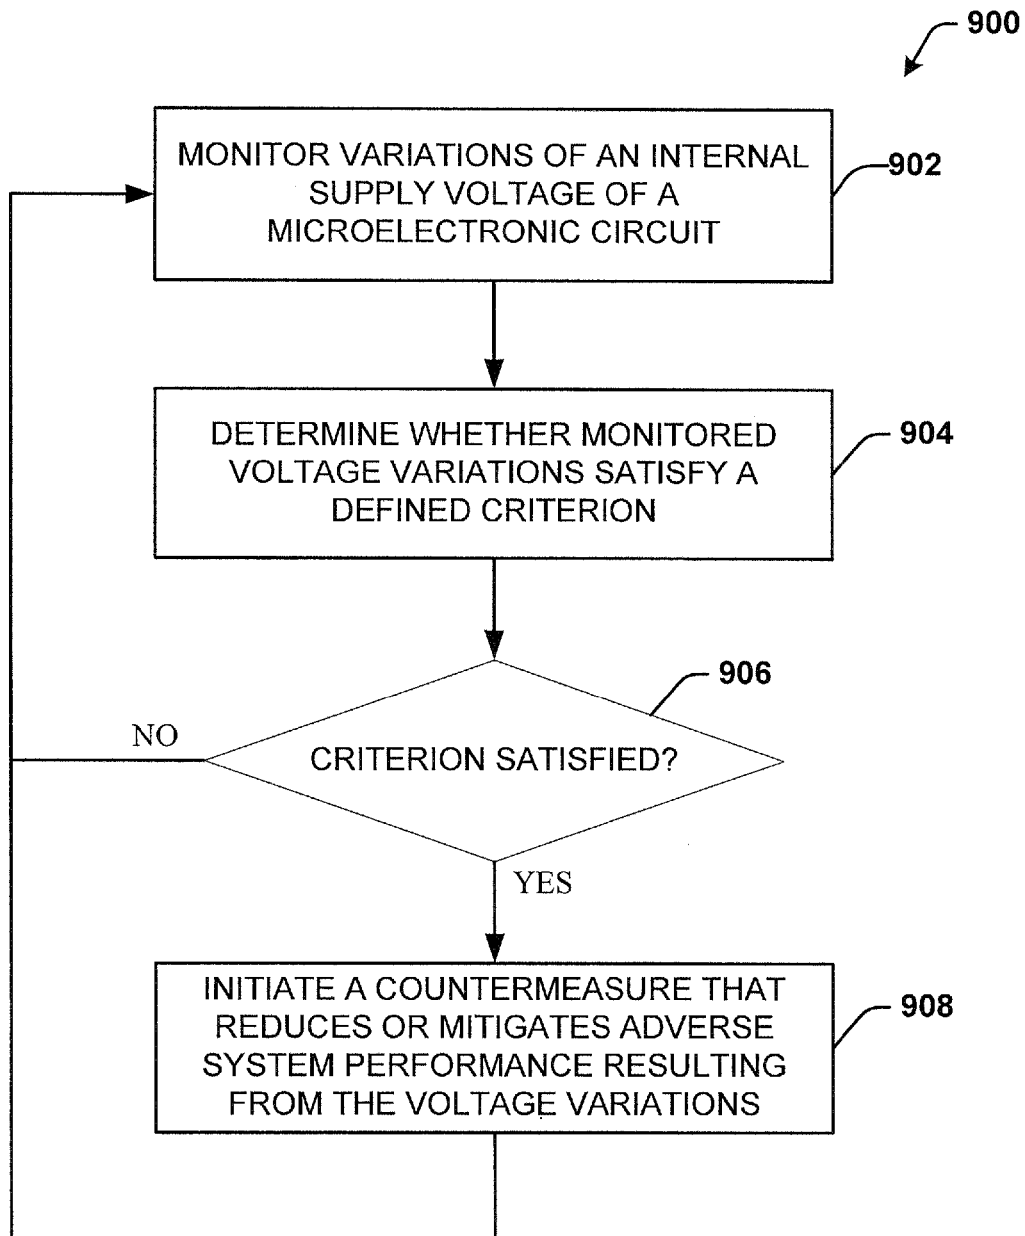 900
MONITOR VARIATIONS OF AN INTERNAL
SUPPLY VOLTAGE OF A
MICROELECTRONIC CIRCUIT
902
DETERMINE WHETHER MONITORED
VOLTAGE VARIATIONS SATISFY A
DEFINED CRITERION
904
906
NO
CRITERION SATISFIED?
YES
INITIATE A COUNTERMEASURE THAT
REDUCES OR MITIGATES ADVERSE
SYSTEM PERFORMANCE RESULTING
FROM THE VOLTAGE VARIATIONS
908